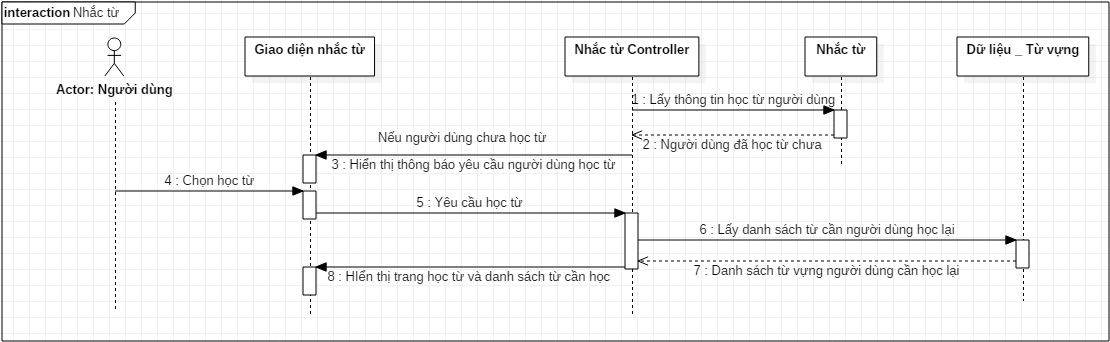 interaction Nhắc từ
Actor: Người dùng
Giao diện nhắc từ
Nhắc từ Controller
Nhắc từ
Dữ liệu _ Từ vựng
1 : Lấy thông tin học từ người dùng
2 : Người dùng đã học từ chưa
Nếu người dùng chưa học từ
3 : Hiển thị thông báo yêu cầu người dùng học từ
4 : Chọn học từ
5 : Yêu cầu học từ
6 : Lấy danh sách từ cần người dùng học lại
7 : Danh sách từ vựng người dùng cần học lại
8 : HIển thị trang học từ và danh sách từ cần học